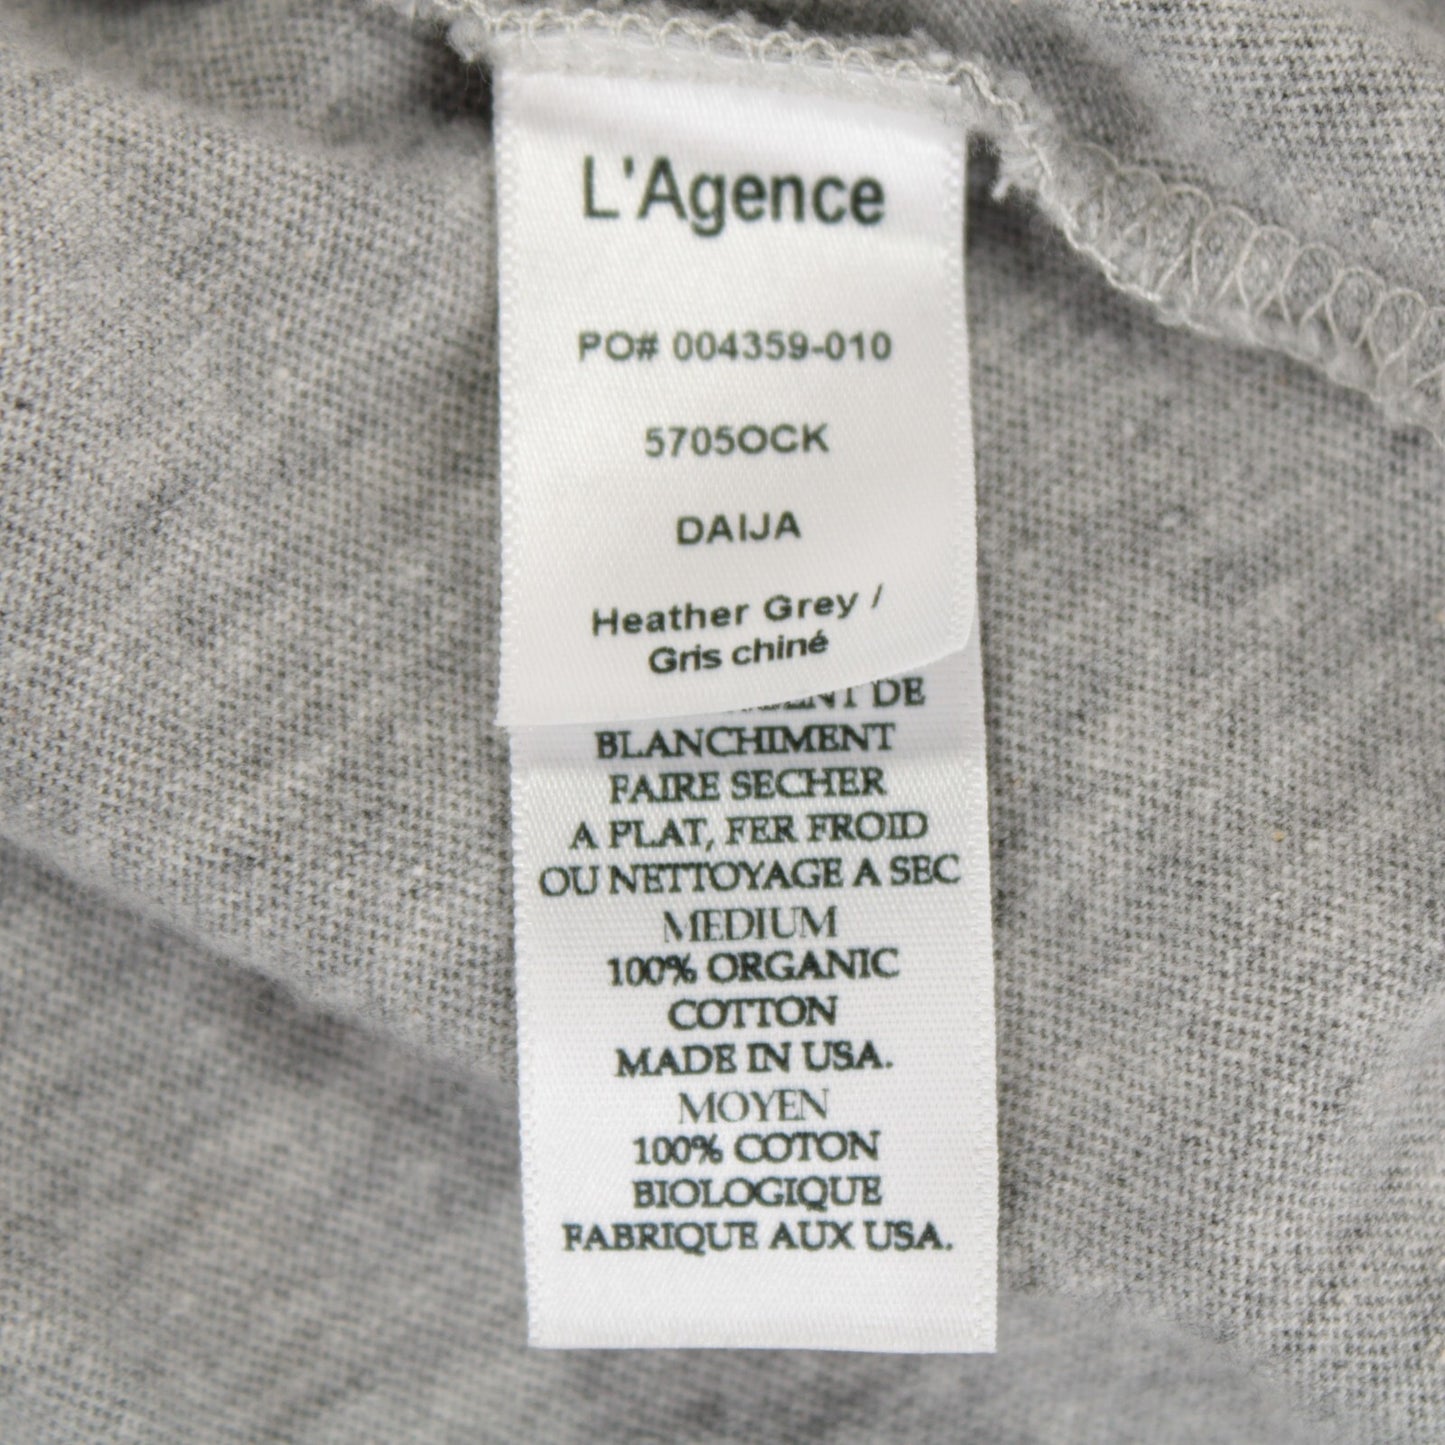 L'Agence
PO# 004359-010
5705OCK
DAIJA
Heather Grey /
Gris chiné
DE
BLANCHIMENT
FAIRE SECHER
A PLAT, FER FROID
OU NETTOYAGE A SEC
MEDIUM
100% ORGANIC
COTTON
MADE IN USA.
MOYEN
100% COTON
BIOLOGIQUE
FABRIQUE AUX USA.